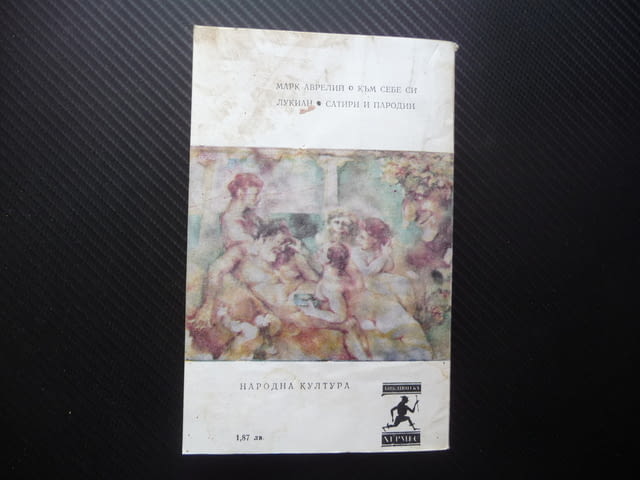 МАРК АВРЕЛИЙ • КЪМ СЕБЕ СИ
ЛУКИАН • САТИРИ И ПАРОДИИ
НАРОДНА КУЛТУРА
1,87 лв.
БИБЛИОТЕКА
ХЕРМЕС